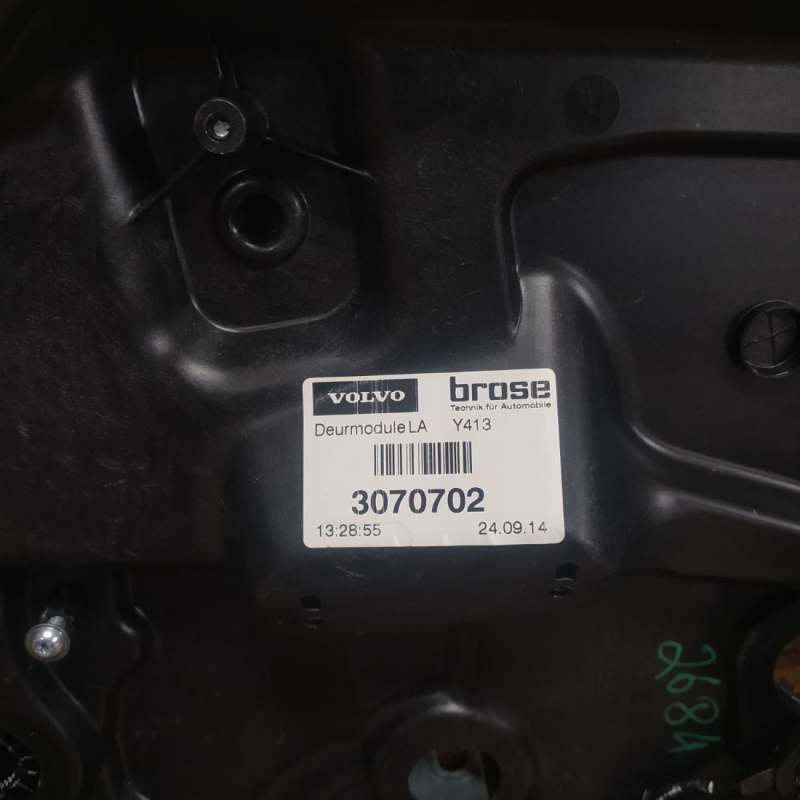 VOLVO brose
Technik für Automobile
Deurmodule LA Y413
3070702
13:28:55 24.09.14
2684